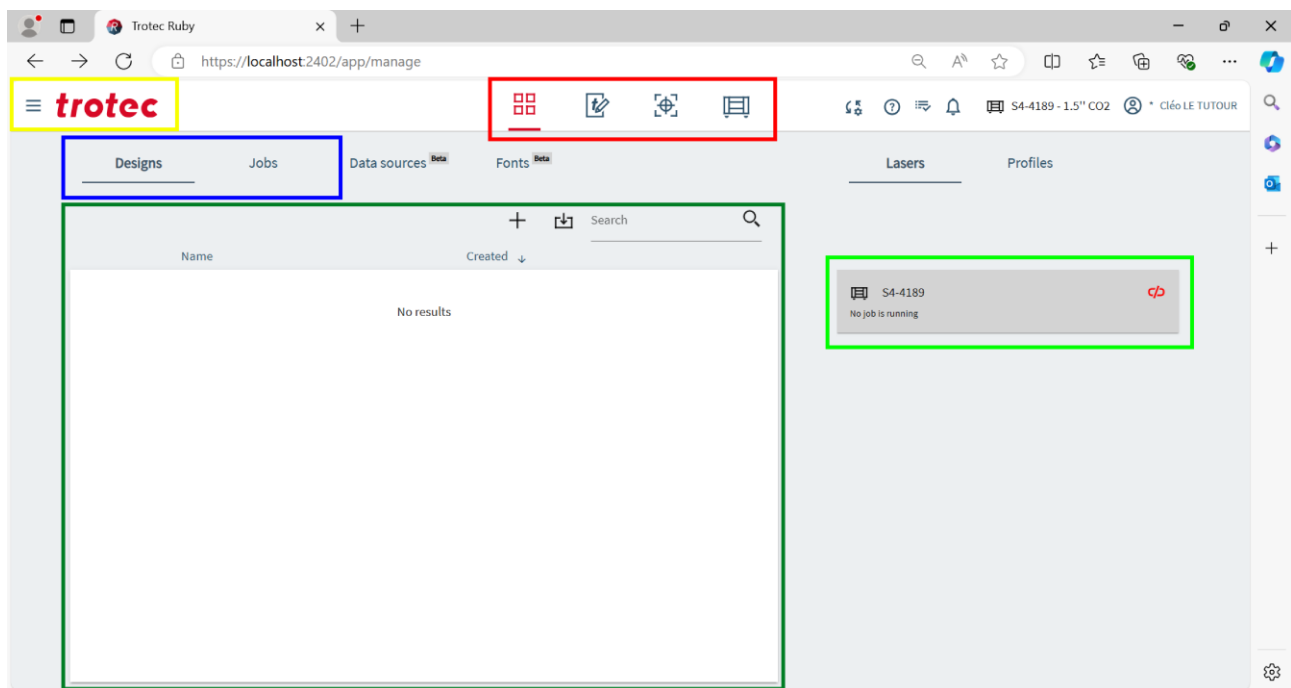 Trotec Ruby
https://localhost:2402/app/manage
trotec
S4-4189 - 1.5'' CO2 * Cléo LE TUTOUR
Designs Jobs Data sources Beta Fonts Beta Lasers Profiles
Search
Name Created
S4-4189
No job is running
No results